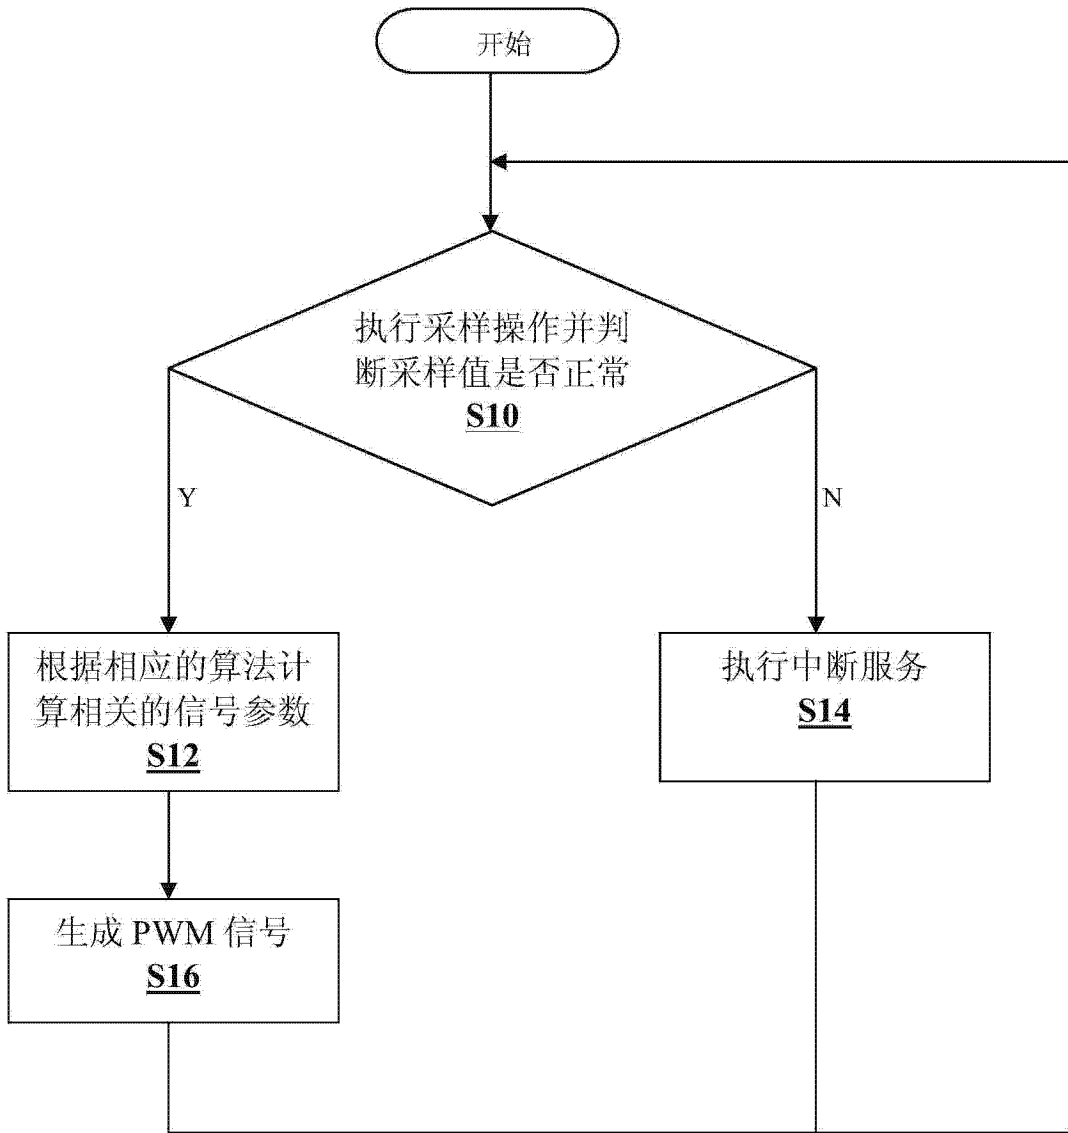 开始
执行采样操作并判
断采样值是否正常
S10
Y
N
根据相应的算法计
算相关的信号参数
S12
执行中断服务
S14
生成 PWM 信号
S16